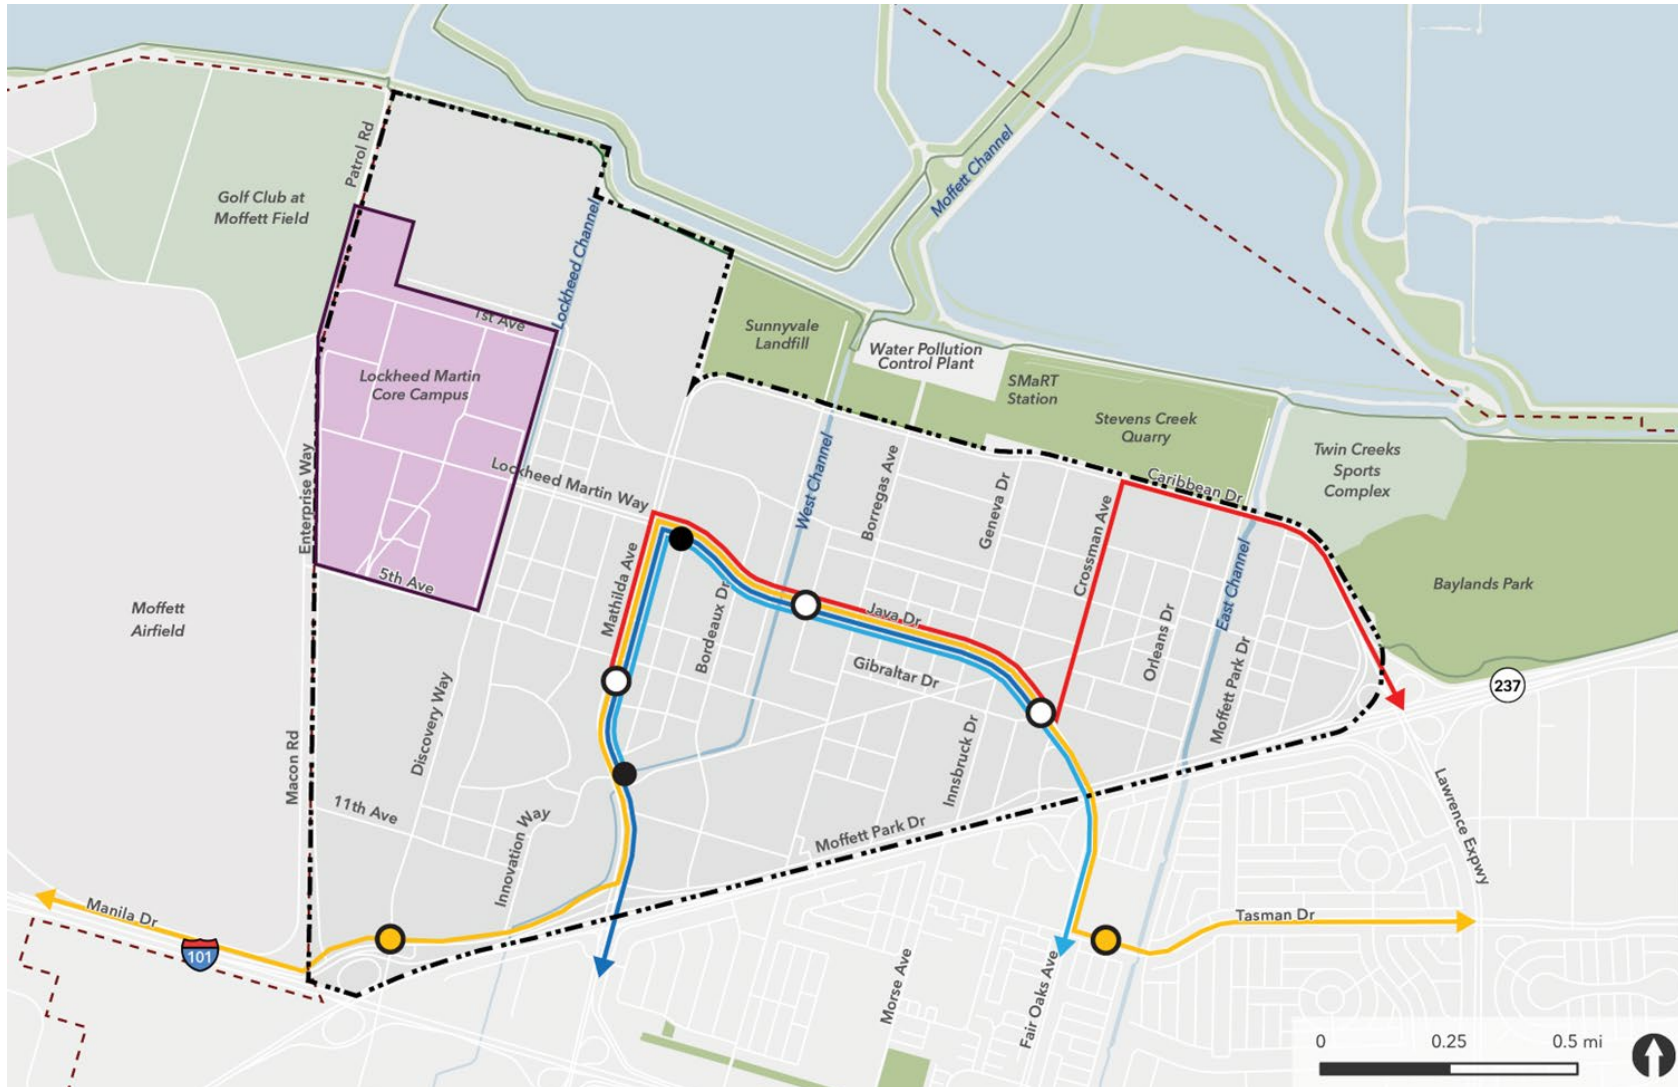 Patrol Rd
Golf Club at
Moffett Field
Moffett Channel
Lockheed Channel
1st Ave
Sunnyvale
Landfill
Water Pollution
Control Plant
SMaRT
Station
Stevens Creek
Quarry
Lockheed Martin
Core Campus
Twin Creeks
Sports
Complex
Enterprise Way
Lockheed Martin Way
West Channel
Borregas Ave
Geneva Dr
Caribbean Dr
Crossman Ave
5th Ave
Mathilda Ave
Bordeaux Dr
Java Dr
East Channel
Baylands Park
Moffett
Airfield
Gibraltar Dr
Orleans Dr
Moffett Park Dr
237
Discovery Way
Macon Rd
Innsbruck Dr
11th Ave
Innovation Way
Moffett Park Dr
Lawrence Expwy
Manila Dr
101
Tasman Dr
Morse Ave
Fair Oaks Ave
0 0.25 0.5 mi